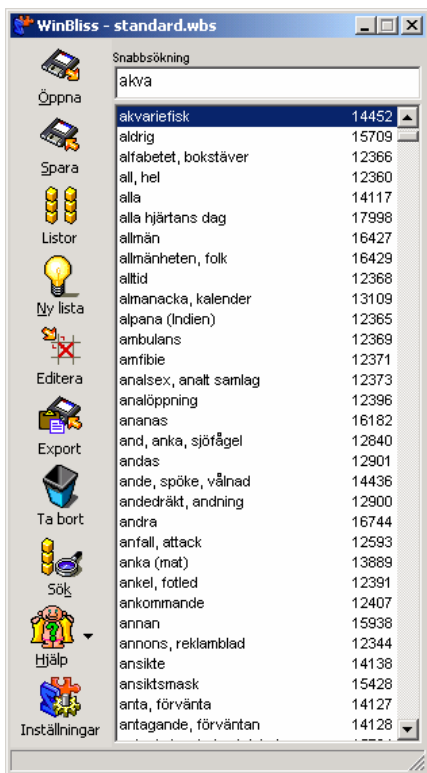 WinBliss - standard.wbs
Öppna
Spara
Listor
Ny lista
Editera
Export
Ta bort
Sök
Hjälp
Inställningar
Snabbsökning
akva
akvariefisk 14452
aldrig 15709
alfabetet, bokstäver 12366
all, hel 12360
alla 14117
alla hjärtans dag 17998
allmän 16427
allmänheten, folk 16429
alltid 12368
almanacka, kalender 13109
alpana (Indien) 12365
ambulans 12369
amfibie 12371
analsex, analt samlag 12373
analöppning 12396
ananas 16182
and, anka, sjöfågel 12840
andas 12901
ande, spöke, vålnad 14436
andedräkt, andning 12900
andra 16744
anfall, attack 12593
anka (mat) 13889
ankel, fotled 12391
ankommande 12407
annan 15938
annons, reklamblad 12344
ansikte 14138
ansiktsmask 15428
anta, förvänta 14127
antagande, förväntan 14128